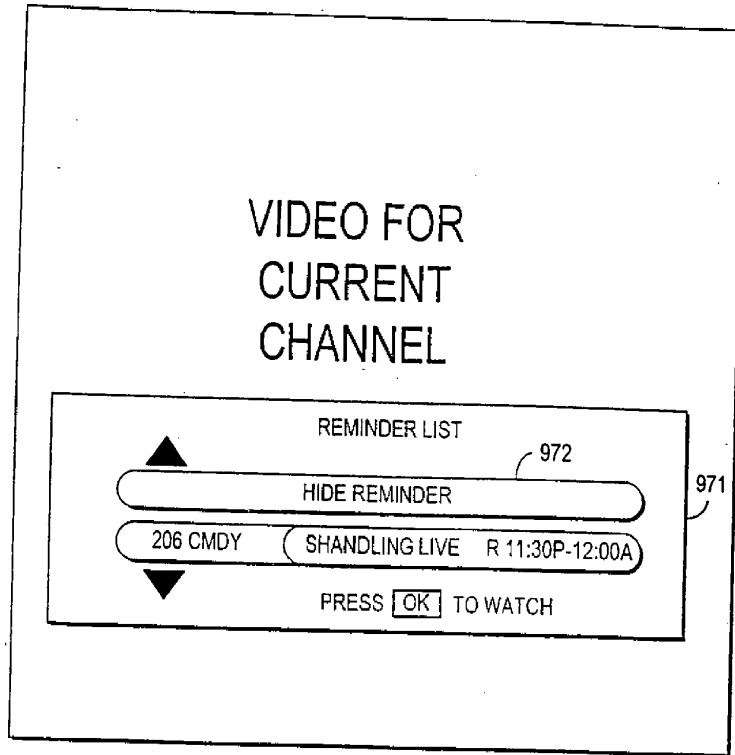 VIDEO FOR
CURRENT
CHANNEL
REMINDER LIST
972
971
HIDE REMINDER
206 CMDY SHANDLING LIVE R 11:30P-12:00A
PRESS OK TO WATCH